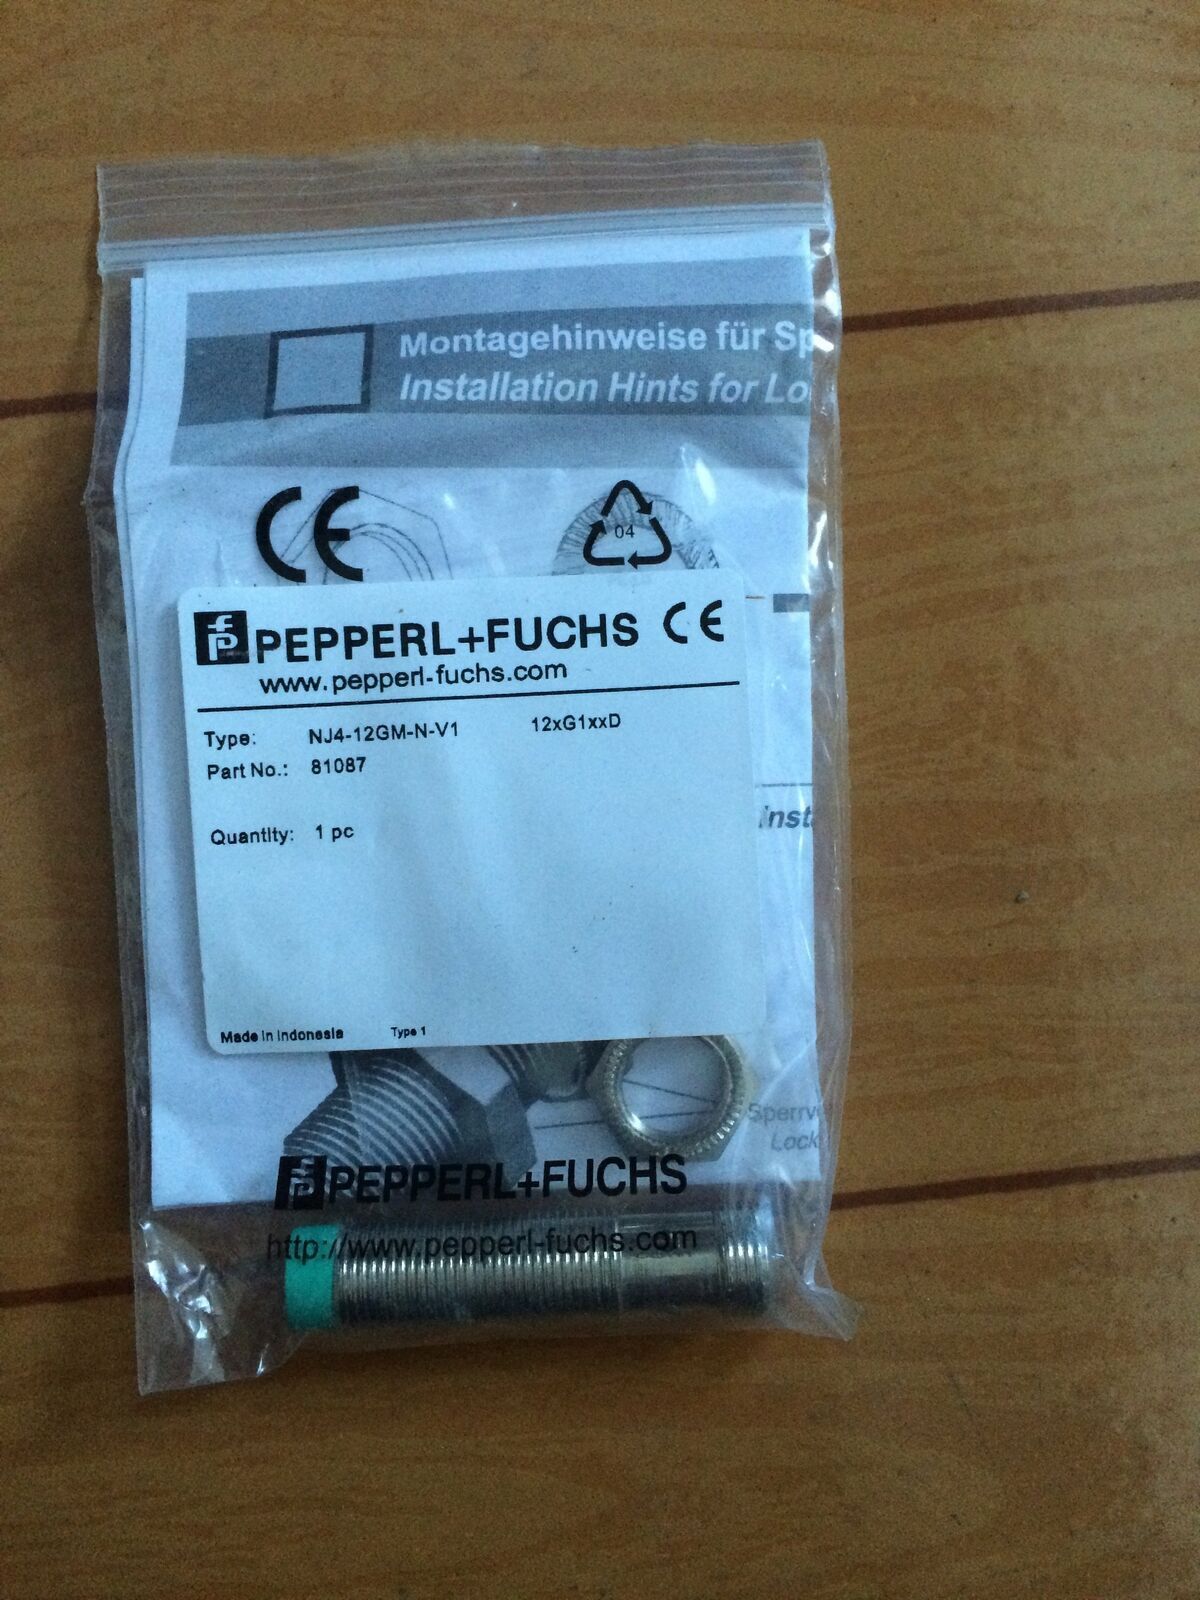 Montagehinweise für Sp
Installation Hints for Lo
CE
04
PEPPERL+FUCHS CE
www.pepperl-fuchs.com
Type: NJ4-12GM-N-V1 12xG1xxD
Part No.: 81087
Inst
Quantity: 1 pc
Made in Indonesia Type 1
Sperrve
Lock
PEPPERL+FUCHS
http://www.pepperl-fuchs.com